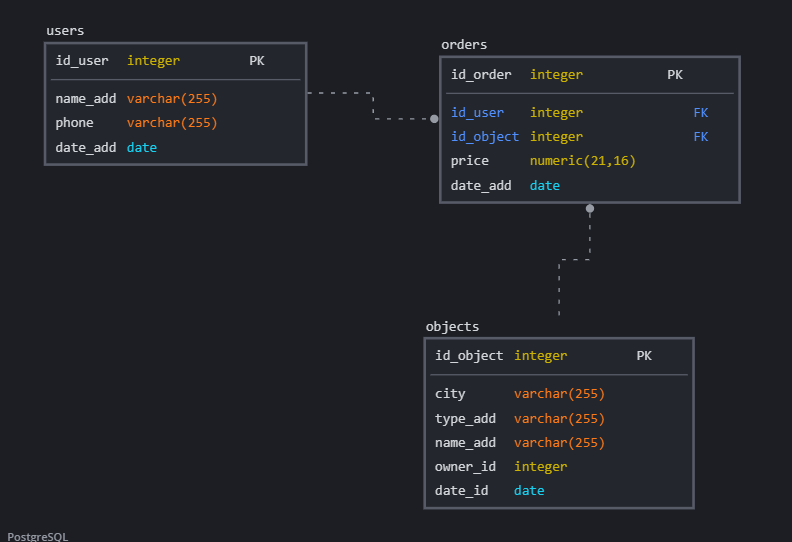 users
id_user integer PK
name_add varchar(255)
phone varchar(255)
date_add date
orders
id_order integer PK
id_user integer FK
id_object integer FK
price numeric(21,16)
date_add date
objects
id_object integer PK
city varchar(255)
type_add varchar(255)
name_add varchar(255)
owner_id integer
date_id date
PostgreSQL